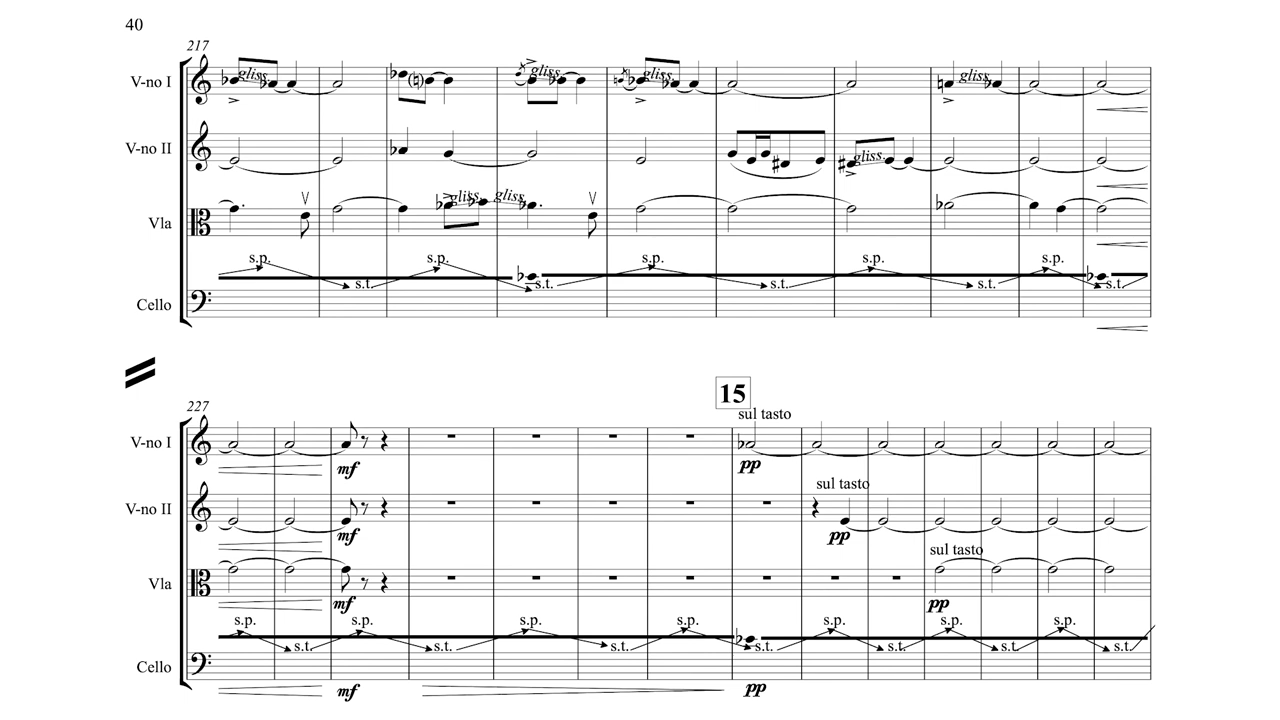 40
217
V-no I gliss. gliss. gliss. gliss.
V-no II gliss.
Vla gliss. gliss.
s.p. s.t. s.p. s.t. s.p. s.t. s.p. s.t. s.p. s.t.
Cello
15
227
sul tasto
V-no I
mf pp
sul tasto
V-no II
mf pp
sul tasto
Vla
mf pp
s.p. s.t. s.p. s.t. s.p. s.t. s.p. s.t. s.p. s.t. s.p. s.t. s.p. s.t.
Cello
mf pp